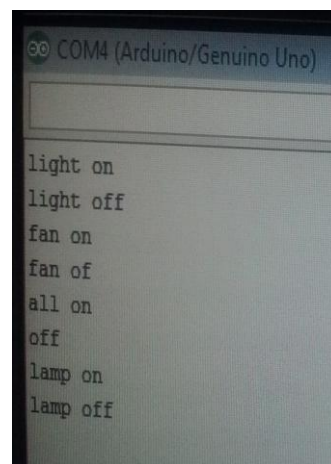 COM4 (Arduino/Genuino Uno)
light on
light off
fan on
fan of
all on
off
lamp on
lamp off